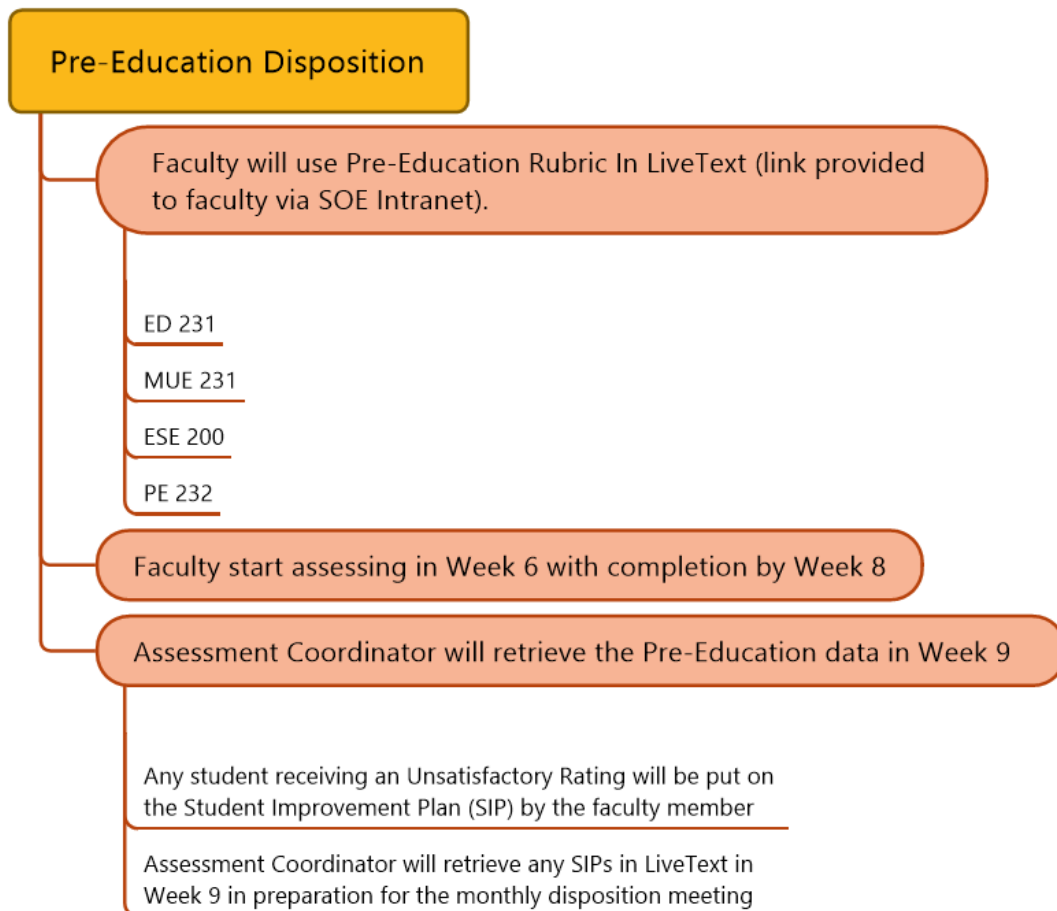 Pre-Education Disposition
Faculty will use Pre-Education Rubric In LiveText (link provided
to faculty via SOE Intranet).
ED 231
MUE 231
ESE 200
PE 232
Faculty start assessing in Week 6 with completion by Week 8
Assessment Coordinator will retrieve the Pre-Education data in Week 9
Any student receiving an Unsatisfactory Rating will be put on
the Student Improvement Plan (SIP) by the faculty member
Assessment Coordinator will retrieve any SIPs in LiveText in
Week 9 in preparation for the monthly disposition meeting